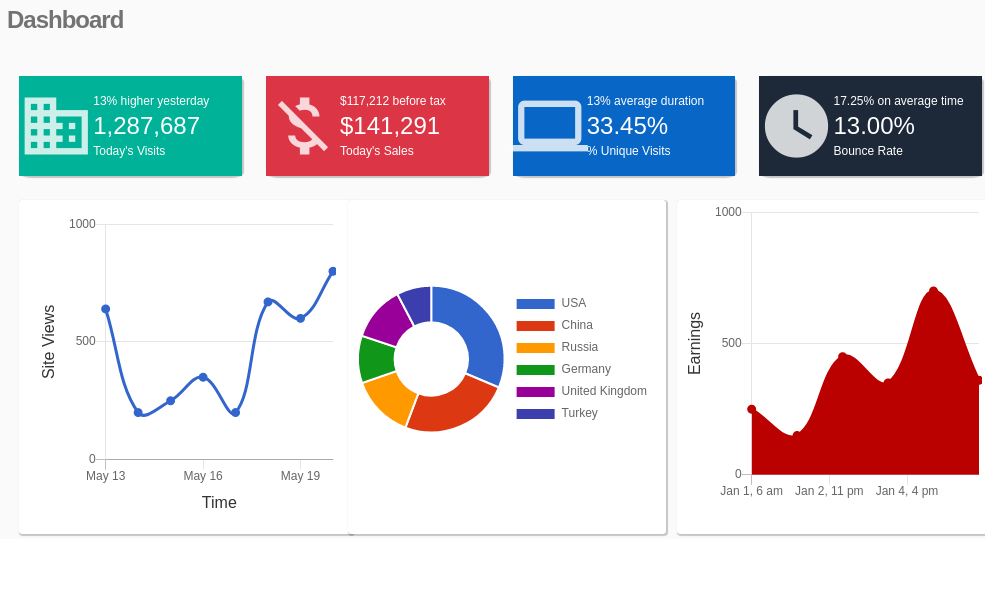 Dashboard
13% higher yesterday
1,287,687
Today's Visits
$117,212 before tax
$141,291
Today's Sales
13% average duration
33.45%
% Unique Visits
17.25% on average time
13.00%
Bounce Rate
1000
500
0
Site Views
May 13
May 16
May 19
Time
USA
China
Russia
Germany
United Kingdom
Turkey
1000
500
0
Earnings
Jan 1, 6 am
Jan 2, 11 pm
Jan 4, 4 pm